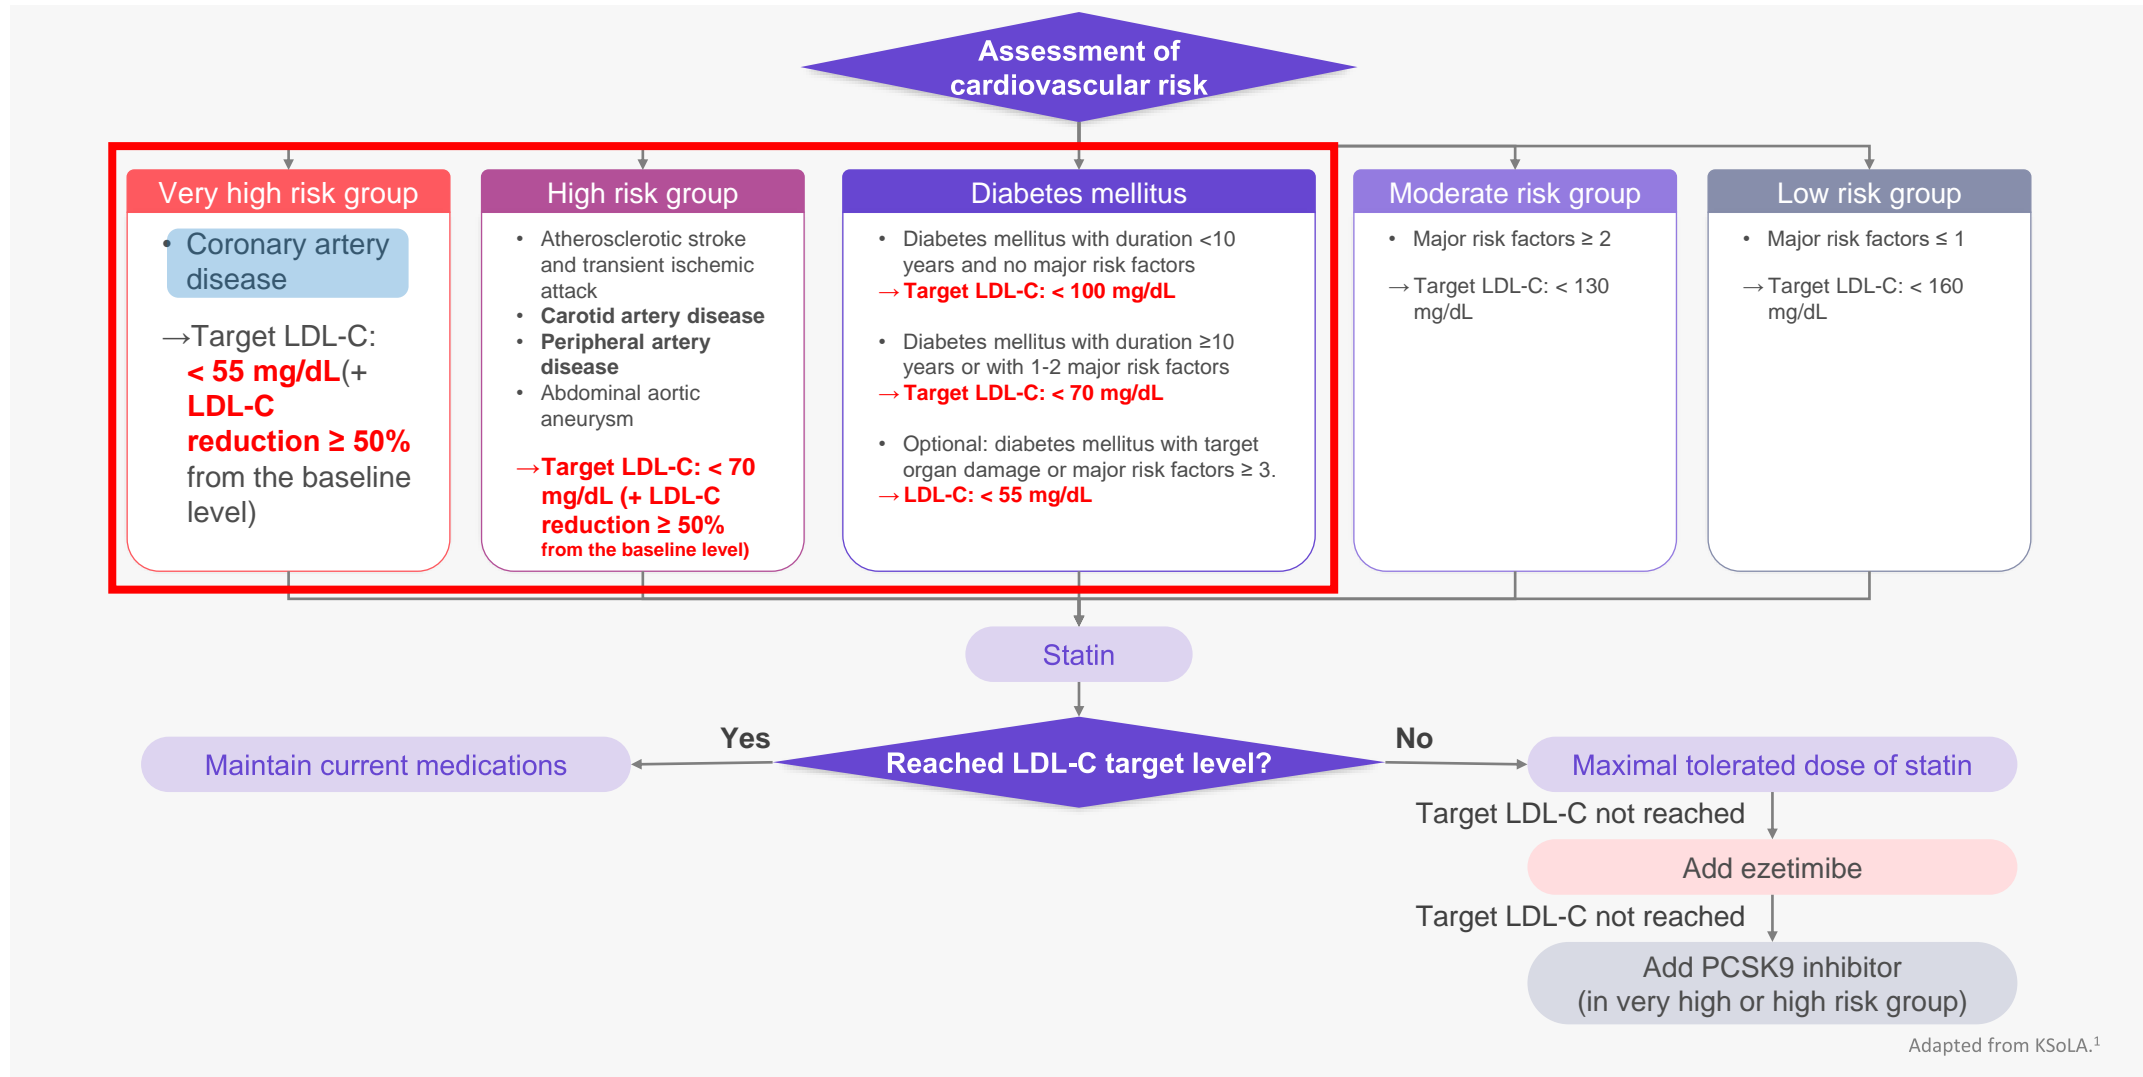 Assessment of
cardiovascular risk
Very high risk group
• Coronary artery
disease
→Target LDL-C:
< 55 mg/dL(+
LDL-C
reduction ≥ 50%
from the baseline
level)
High risk group
• Atherosclerotic stroke
and transient ischemic
attack
• Carotid artery disease
• Peripheral artery
disease
• Abdominal aortic
aneurysm
→Target LDL-C: < 70
mg/dL (+ LDL-C
reduction ≥ 50%
from the baseline level)
Diabetes mellitus
• Diabetes mellitus with duration <10
years and no major risk factors
→Target LDL-C: < 100 mg/dL
• Diabetes mellitus with duration ≥10
years or with 1-2 major risk factors
→Target LDL-C: < 70 mg/dL
• Optional: diabetes mellitus with target
organ damage or major risk factors ≥ 3.
→LDL-C: < 55 mg/dL
Moderate risk group
• Major risk factors ≥ 2
→Target LDL-C: < 130
mg/dL
Low risk group
• Major risk factors ≤ 1
→Target LDL-C: < 160
mg/dL
Statin
Yes
Reached LDL-C target level?
No
Maintain current medications
Maximal tolerated dose of statin
Target LDL-C not reached
Add ezetimibe
Target LDL-C not reached
Add PCSK9 inhibitor
(in very high or high risk group)
Adapted from KSoLA.¹